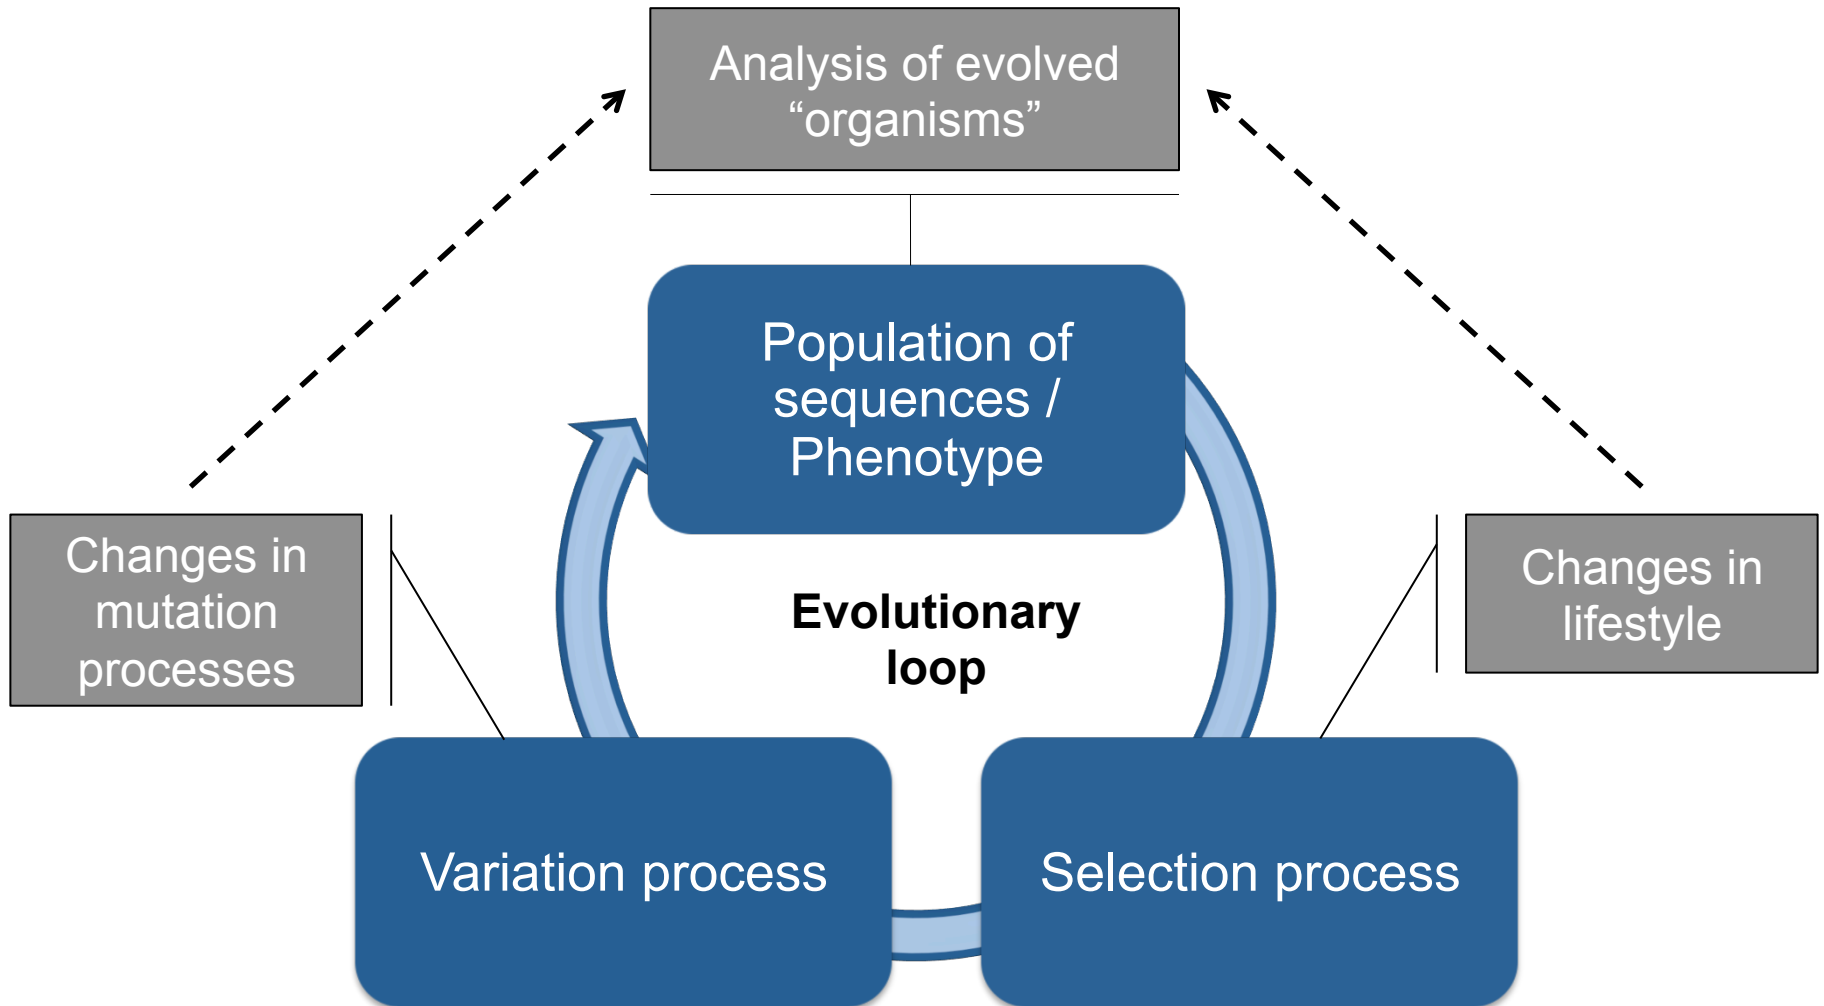 Analysis of evolved
“organisms”
Population of
sequences /
Phenotype
Changes in
mutation
processes
Evolutionary
loop
Changes in
lifestyle
Variation process
Selection process